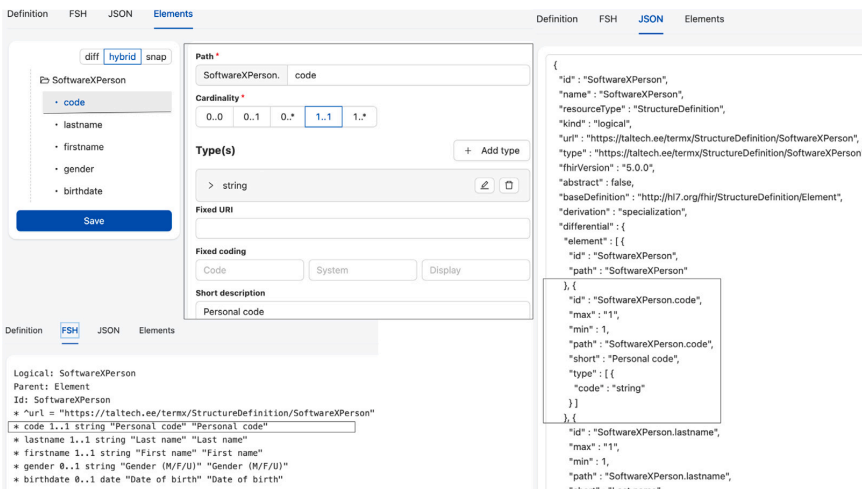 Definition FSH JSON Elements
diff hybrid snap
SoftwareXPerson
code
lastname
firstname
gender
birthdate
Save
Path *
SoftwareXPerson. code
Cardinality *
0..0 0..1 0..* 1..1 1..*
Type(s)
+ Add type
string
Fixed URI
Fixed coding
Code System Display
Short description
Personal code
Definition FSH JSON Elements
Logical: SoftwareXPerson
Parent: Element
Id: SoftwareXPerson
* ^url = "https://taltech.ee/termx/StructureDefinition/SoftwareXPerson"
* code 1..1 string "Personal code" "Personal code"
* lastname 1..1 string "Last name" "Last name"
* firstname 1..1 string "First name" "First name"
* gender 0..1 string "Gender (M/F/U)" "Gender (M/F/U)"
* birthdate 0..1 date "Date of birth" "Date of birth"
Definition FSH JSON Elements
{
"id" : "SoftwareXPerson",
"name" : "SoftwareXPerson",
"resourceType" : "StructureDefinition",
"kind" : "logical",
"url" : "https://taltech.ee/termx/StructureDefinition/SoftwareXPerson",
"type" : "https://taltech.ee/termx/StructureDefinition/SoftwareXPerson
"fhirVersion" : "5.0.0",
"abstract" : false,
"baseDefinition" : "http://hl7.org/fhir/StructureDefinition/Element",
"derivation" : "specialization",
"differential" : {
"element" : [ {
"id" : "SoftwareXPerson",
"path" : "SoftwareXPerson"
}, {
"id" : "SoftwareXPerson.code",
"max" : "1",
"min" : 1,
"path" : "SoftwareXPerson.code",
"short" : "Personal code",
"type" : [ {
"code" : "string"
} ]
}, {
"id" : "SoftwareXPerson.lastname",
"max" : "1",
"min" : 1,
"path" : "SoftwareXPerson.lastname",